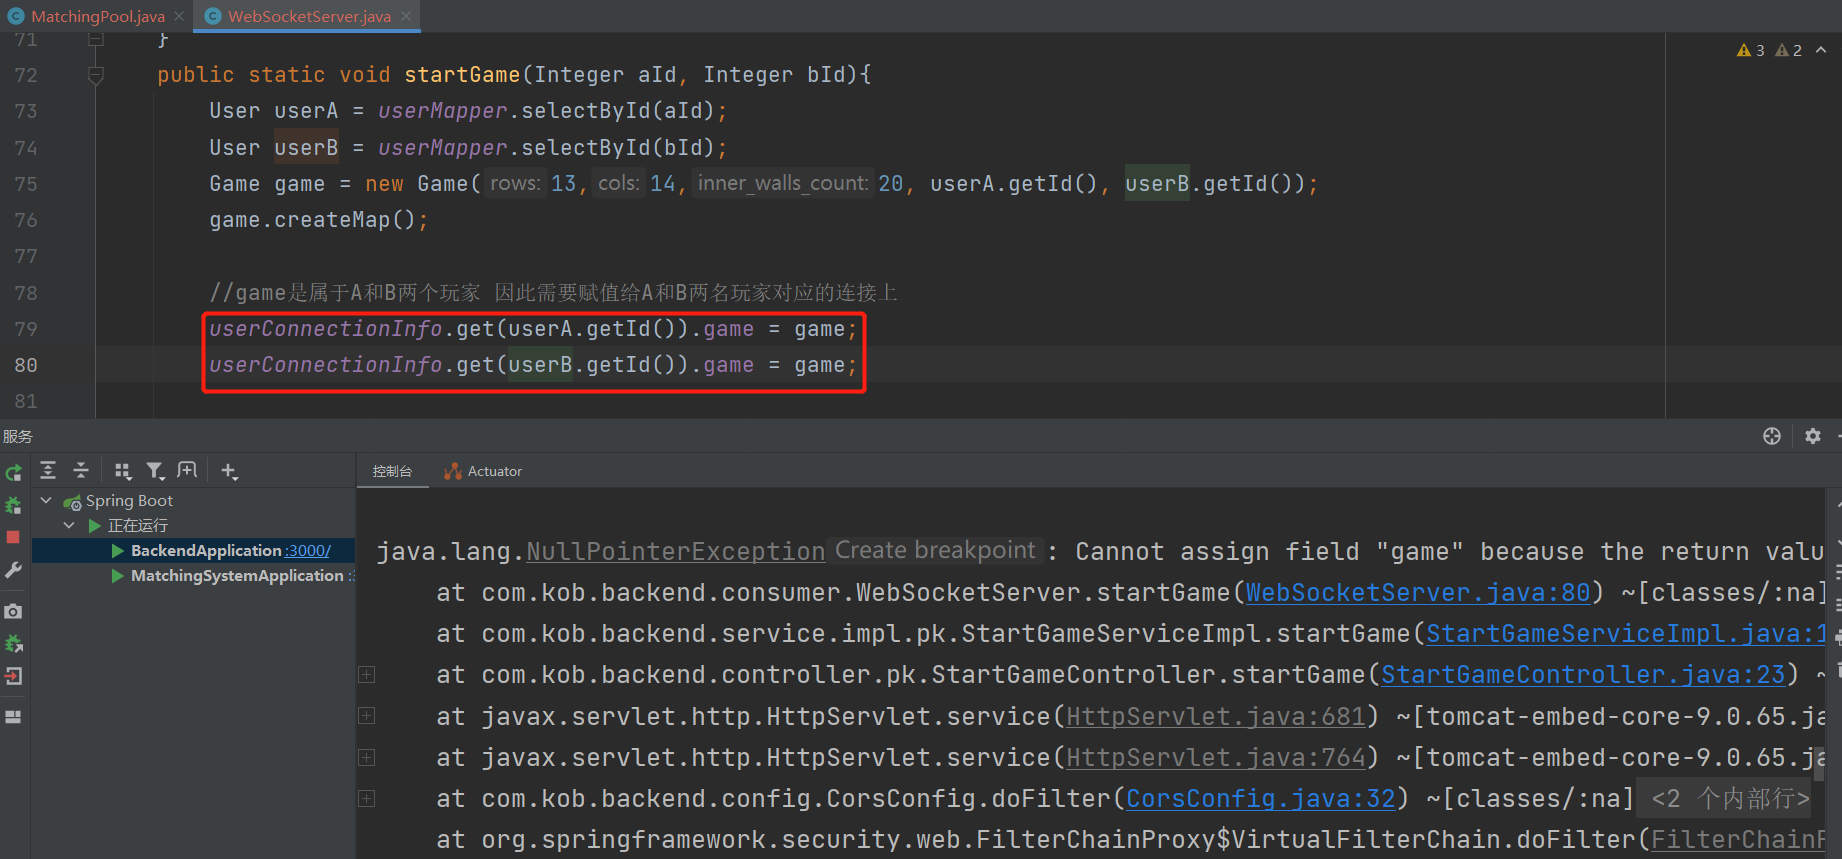 MatchingPool.java WebSocketServer.java
71 }
3 2
72 public static void startGame(Integer aId, Integer bId){
73 User userA = userMapper.selectById(aId);
74 User userB = userMapper.selectById(bId);
75 Game game = new Game( rows: 13, cols: 14, inner_walls_count: 20, userA.getId(), userB.getId());
76 game.createMap();
77
78 //game是属于A和B两个玩家 因此需要赋值给A和B两名玩家对应的连接上
79 userConnectionInfo.get(userA.getId()).game = game;
80 userConnectionInfo.get(userB.getId()).game = game;
81
服务
控制台 Actuator
Spring Boot
正在运行
BackendApplication :3000/
MatchingSystemApplication :3
java.lang.NullPointerException Create breakpoint : Cannot assign field "game" because the return valu
at com.kob.backend.consumer.WebSocketServer.startGame(WebSocketServer.java:80) ~[classes/:na]
at com.kob.backend.service.impl.pk.StartGameServiceImpl.startGame(StartGameServiceImpl.java:1
at com.kob.backend.controller.pk.StartGameController.startGame(StartGameController.java:23) ~
at javax.servlet.http.HttpServlet.service(HttpServlet.java:681) ~[tomcat-embed-core-9.0.65.ja
at javax.servlet.http.HttpServlet.service(HttpServlet.java:764) ~[tomcat-embed-core-9.0.65.ja
at com.kob.backend.config.CorsConfig.doFilter(CorsConfig.java:32) ~[classes/:na] <2 个内部行>
at org.springframework.security.web.FilterChainProxy$VirtualFilterChain.doFilter(FilterChainP